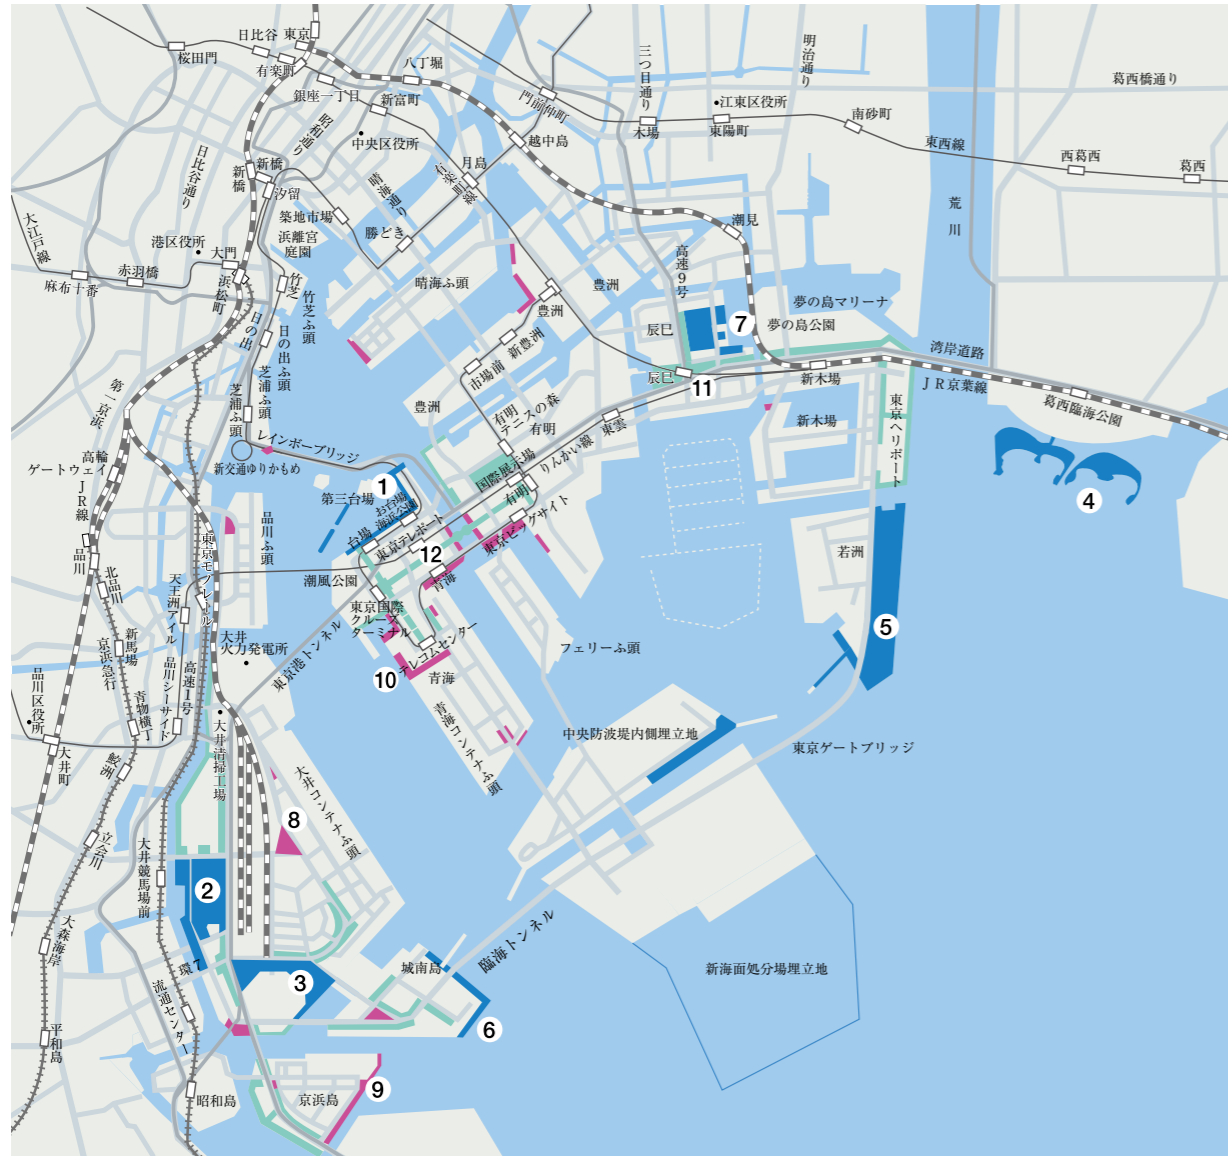 日比谷
東京
桜田門
有楽町
八丁堀
銀座一丁目
新富町
昭和通り
中央区役所
日比谷通り
新橋
新橋
汐留
築地市場
浜離宮
庭園
月島
有楽町線
晴海通り
勝どき
門前仲町
越中島
三つ目通り
明治通り
江東区役所
木場
東陽町
南砂町
葛西橋通り
東西線
西葛西
葛西
荒川
大江戸線
港区役所
大門
赤羽橋
麻布十番
浜松町
竹芝
竹芝ふ頭
日の出
日の出ふ頭
芝浦ふ頭
芝浦ふ頭
晴海ふ頭
豊洲
豊洲
新豊洲
市場前
豊洲
高速9号
潮見
辰巳
辰巳
7
夢の島マリーナ
夢の島公園
11
新木場
新木場
湾岸道路
JR京葉線
葛西臨海公園
東京ヘリポート
4
第一京浜
高輪
ゲートウェイ
JR線
品川
北品川
新馬場
京浜急行
青物横丁
鮫洲
立会川
レインボーブリッジ
新交通ゆりかもめ
有明
テニスの森
有明
東雲
りんかい線
国際展示場
有明
東京ビッグサイト
1
第三台場
お台場
海浜公園
台場
東京テレポート
12
青海
潮風公園
東京国際
クルーズ
ターミナル
テレコムセンター
10
青海
青海コンテナふ頭
品川ふ頭
東京モノレール
天王洲アイル
品川シーサイド
高速1号
大井
火力発電所
東京港トンネル
品川区役所
大井町
大井清掃工場
大井コンテナふ頭
8
フェリーふ頭
若洲
5
中央防波堤内側埋立地
東京ゲートブリッジ
大井競馬場前
2
大森海岸
環7
流通センター
平和島
3
城南島
6
臨海トンネル
新海面処分場埋立地
昭和島
京浜島
9